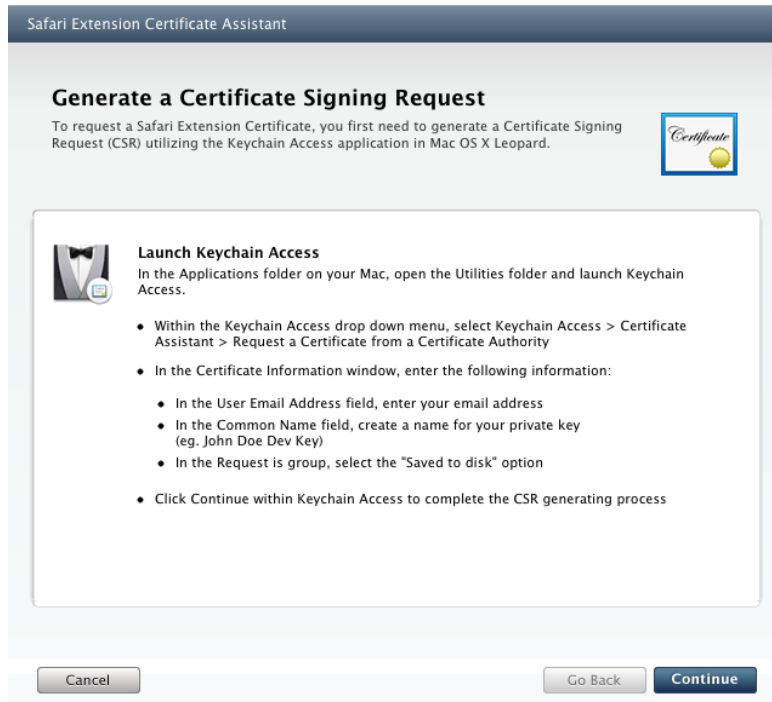 Safari Extension Certificate Assistant
Generate a Certificate Signing Request
To request a Safari Extension Certificate, you first need to generate a Certificate Signing
Request (CSR) utilizing the Keychain Access application in Mac OS X Leopard.
Certificate
Launch Keychain Access
In the Applications folder on your Mac, open the Utilities folder and launch Keychain
Access.
• Within the Keychain Access drop down menu, select Keychain Access > Certificate
Assistant > Request a Certificate from a Certificate Authority
• In the Certificate Information window, enter the following information:
• In the User Email Address field, enter your email address
• In the Common Name field, create a name for your private key
(eg. John Doe Dev Key)
• In the Request is group, select the "Saved to disk" option
• Click Continue within Keychain Access to complete the CSR generating process
Cancel
Go Back
Continue